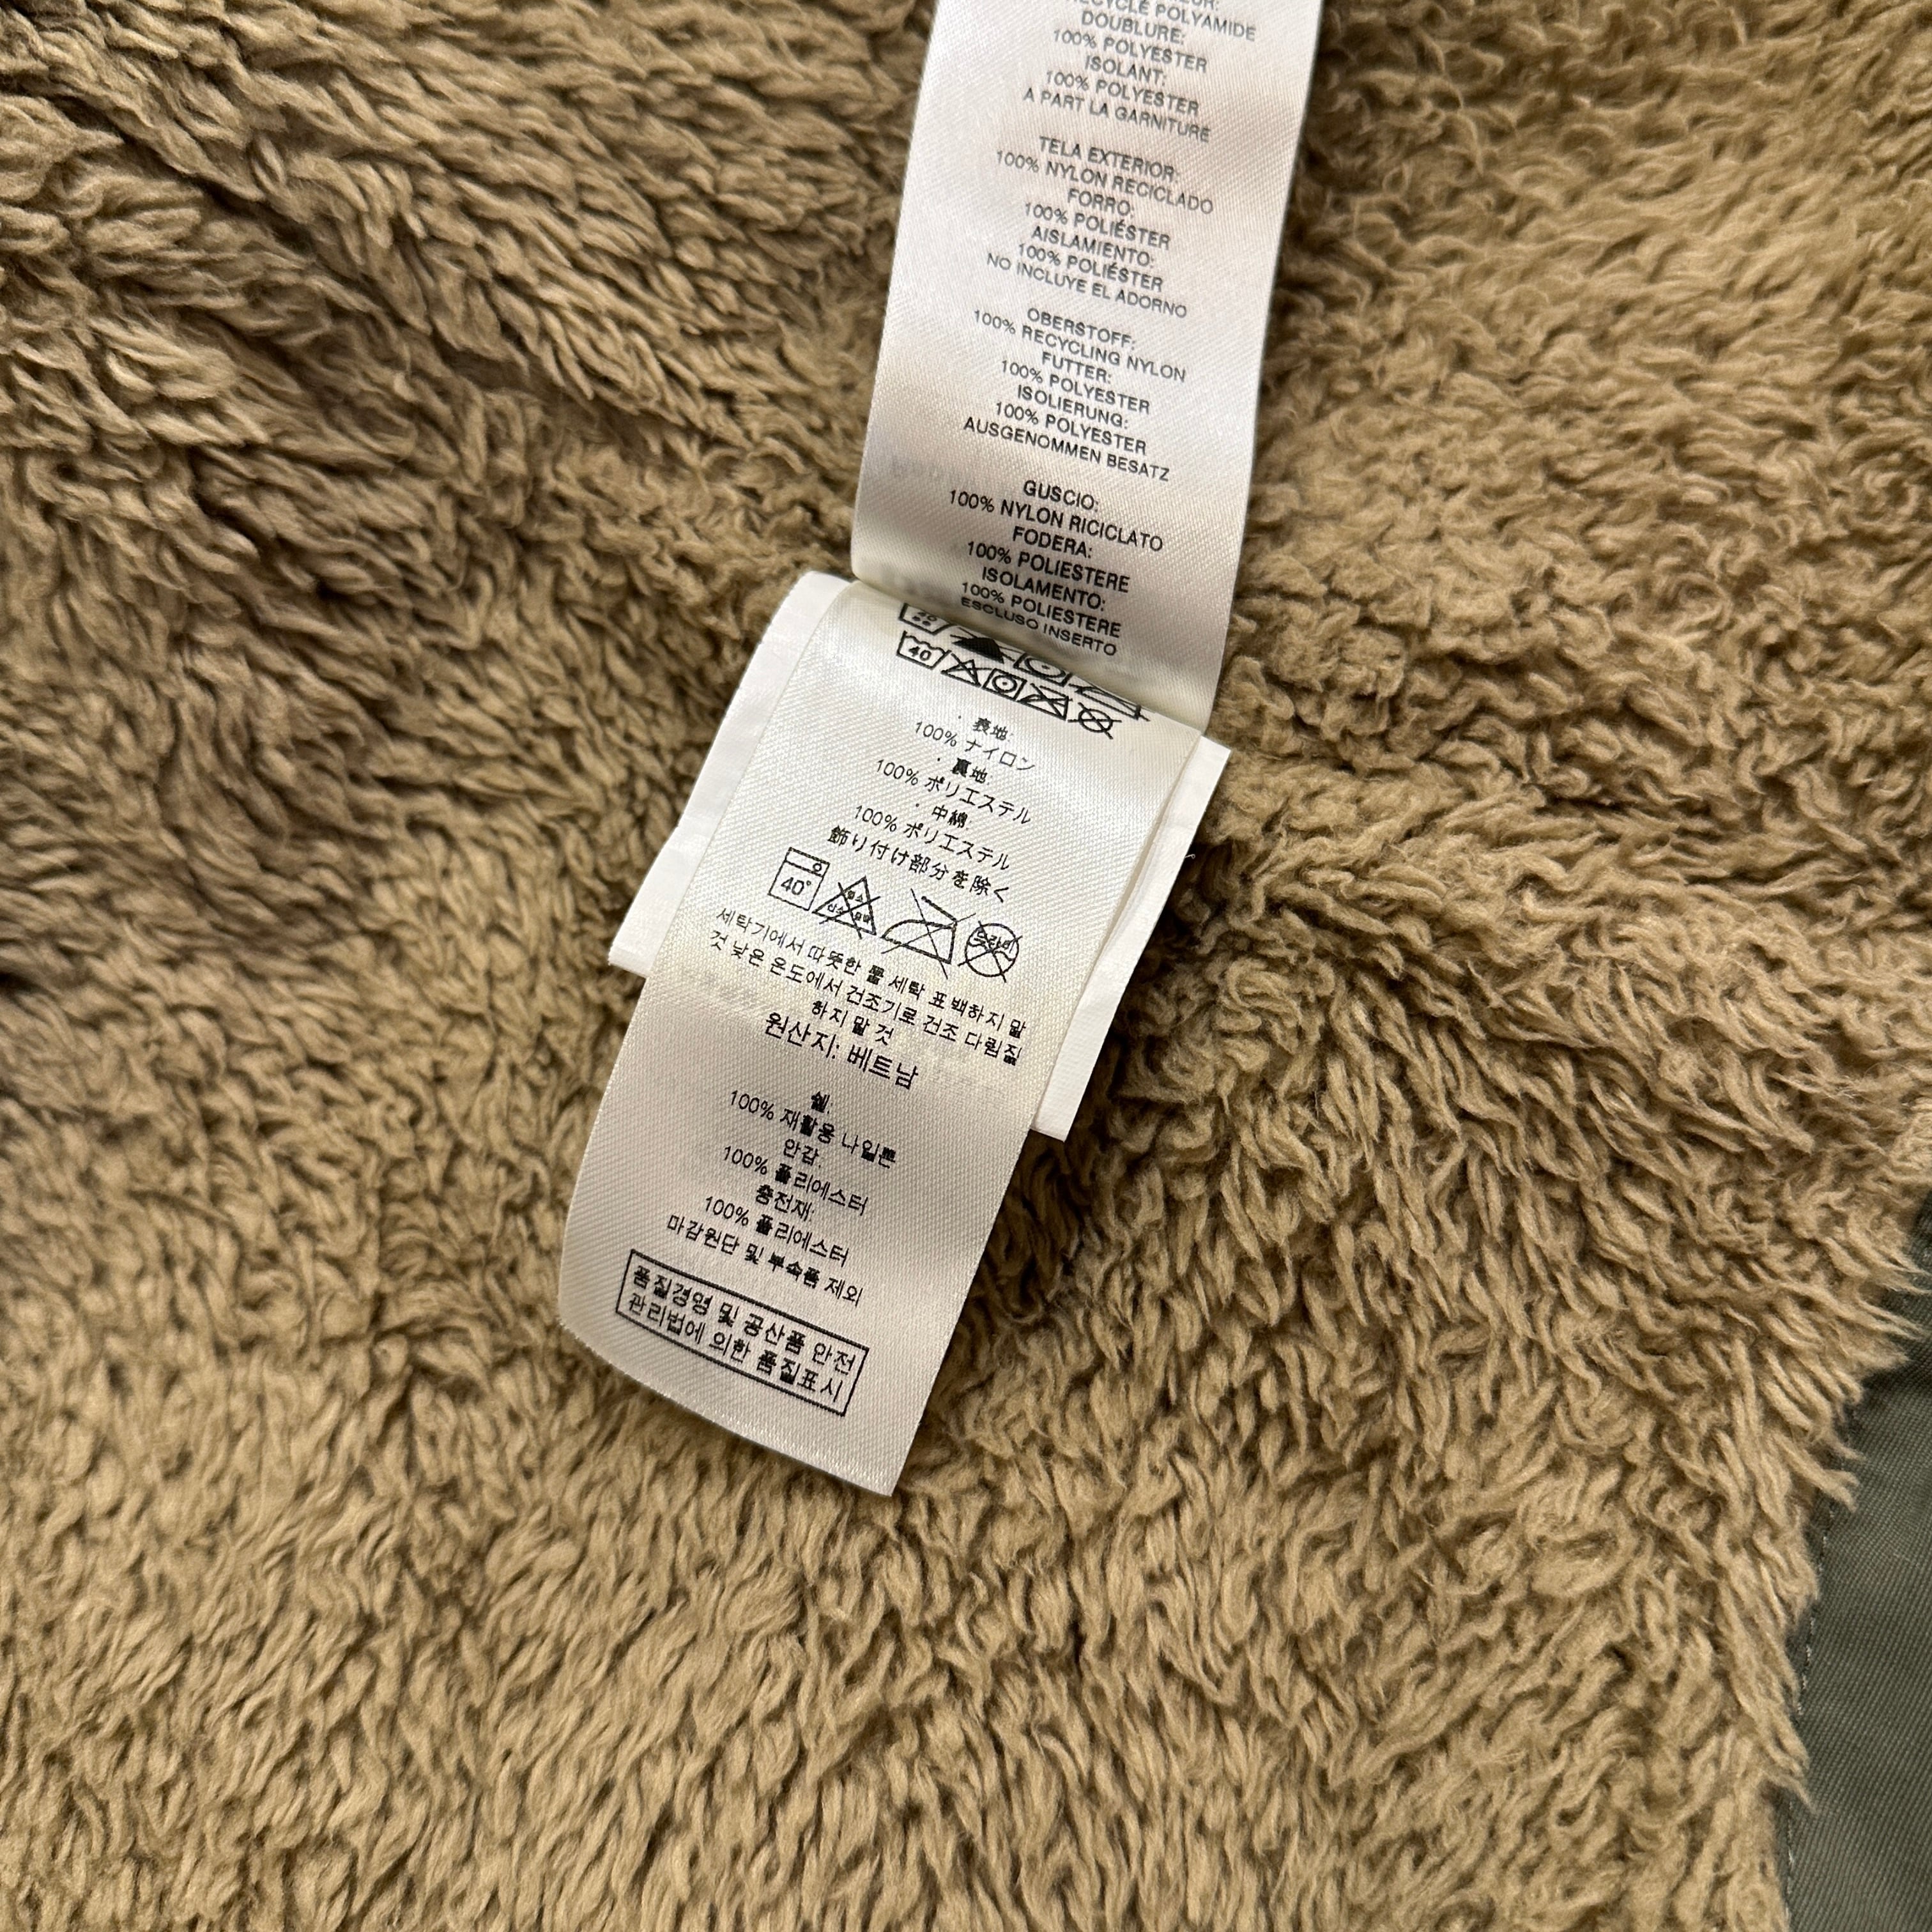 RECYCLÉ POLYAMIDE
DOUBLURE:
100% POLYESTER
ISOLANT:
100% POLYESTER
A PART LA GARNITURE
TELA EXTERIOR:
100% NYLON RECICLADO
FORRO:
100% POLIÉSTER
AISLAMIENTO:
100% POLIÉSTER
NO INCLUYE EL ADORNO
OBERSTOFF:
100% RECYCLING NYLON
FUTTER:
100% POLYESTER
ISOLIERUNG:
100% POLYESTER
AUSGENOMMEN BESATZ
GUSCIO:
100% NYLON RICICLATO
FODERA:
100% POLIESTERE
ISOLAMENTO:
100% POLIESTERE
ESCLUSO INSERTO
40
表地:
100% ナイロン
裏地:
100% ポリエステル
中綿:
100% ポリエステル
飾り付け部分を除く
40°
세탁기에서 따뜻한 물 세탁 표백하지 말
것 낮은 온도에서 건조기로 건조 다림질
하지 말 것
원산지: 베트남
쉘:
100% 재활용 나일론
안감:
100% 폴리에스터
충전재:
100% 폴리에스터
마감원단 및 부속품 제외
품질경영 및 공산품 안전
관리법에 의한 품질표시